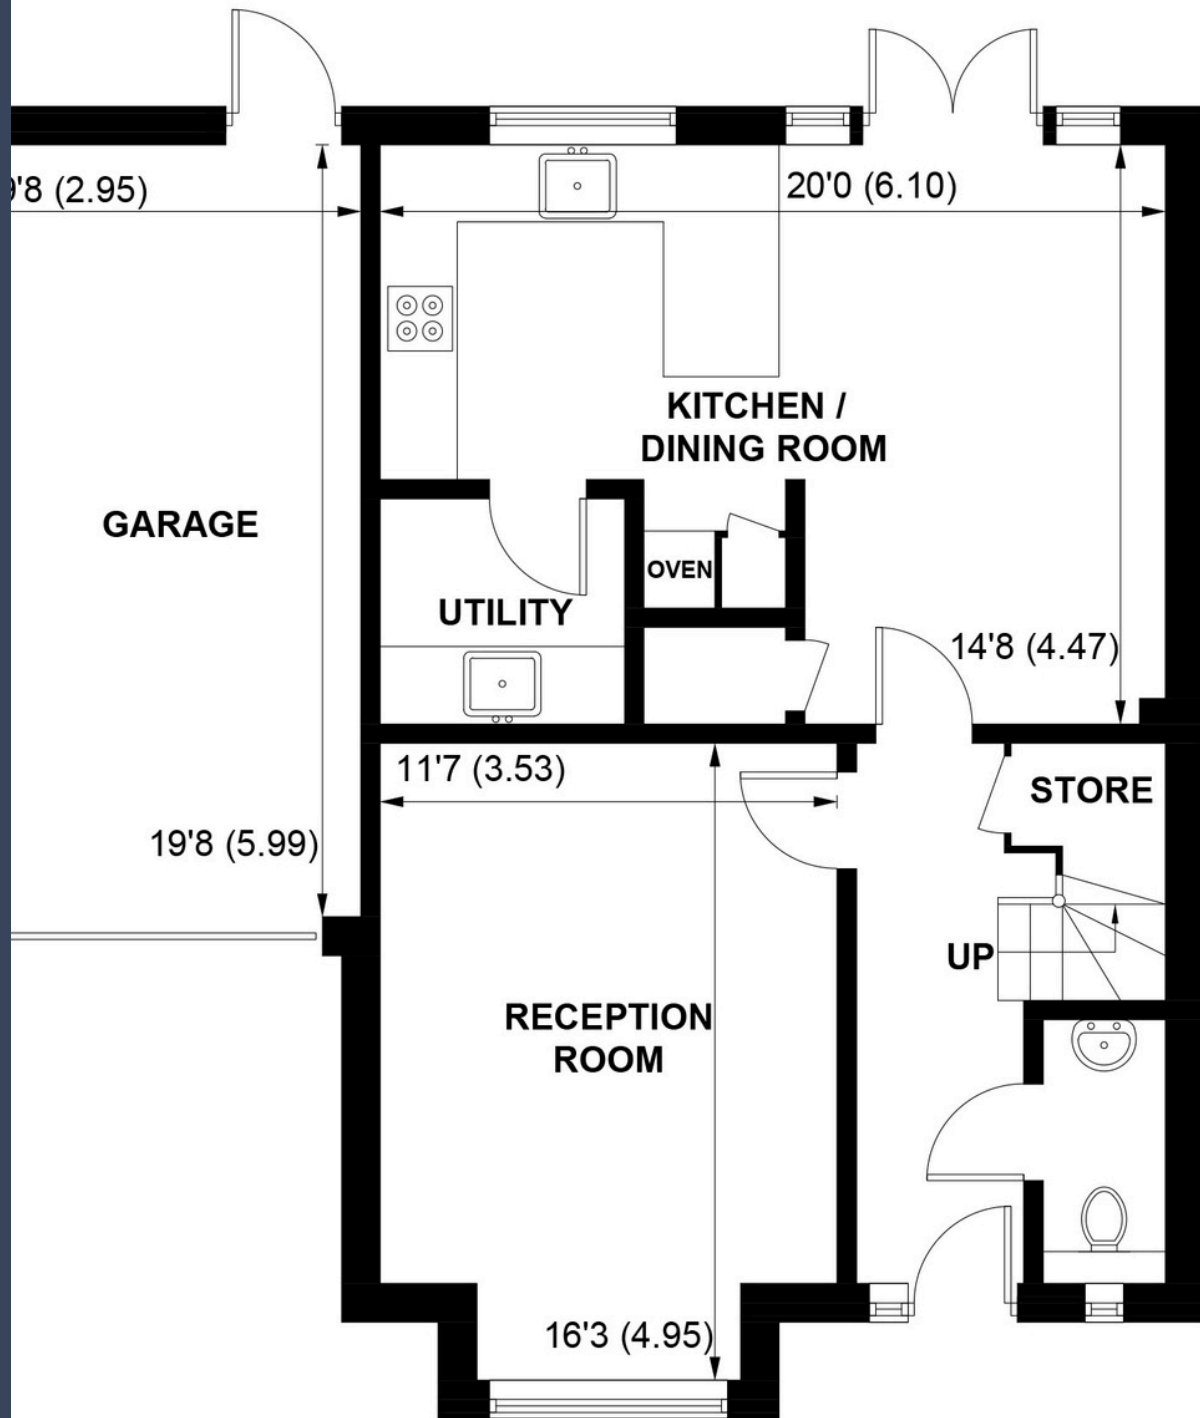 '8 (2.95)
20'0 (6.10)
KITCHEN /
DINING ROOM
GARAGE
OVEN
UTILITY
14'8 (4.47)
11'7 (3.53)
STORE
19'8 (5.99)
UP
RECEPTION
ROOM
16'3 (4.95)